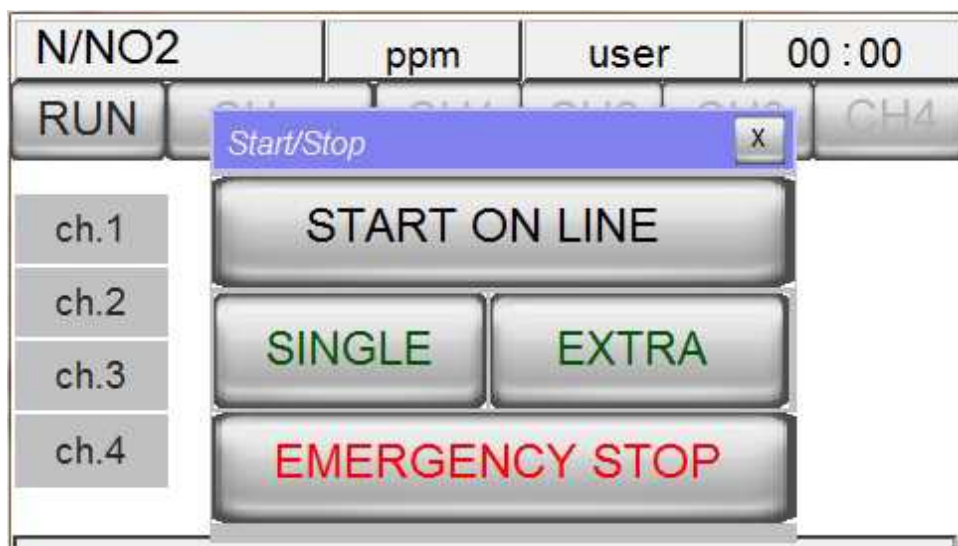 N/NO2 ppm user 00:00
RUN CH4
Start/Stop X
START ON LINE
ch.1
ch.2
SINGLE EXTRA
ch.3
ch.4
EMERGENCY STOP